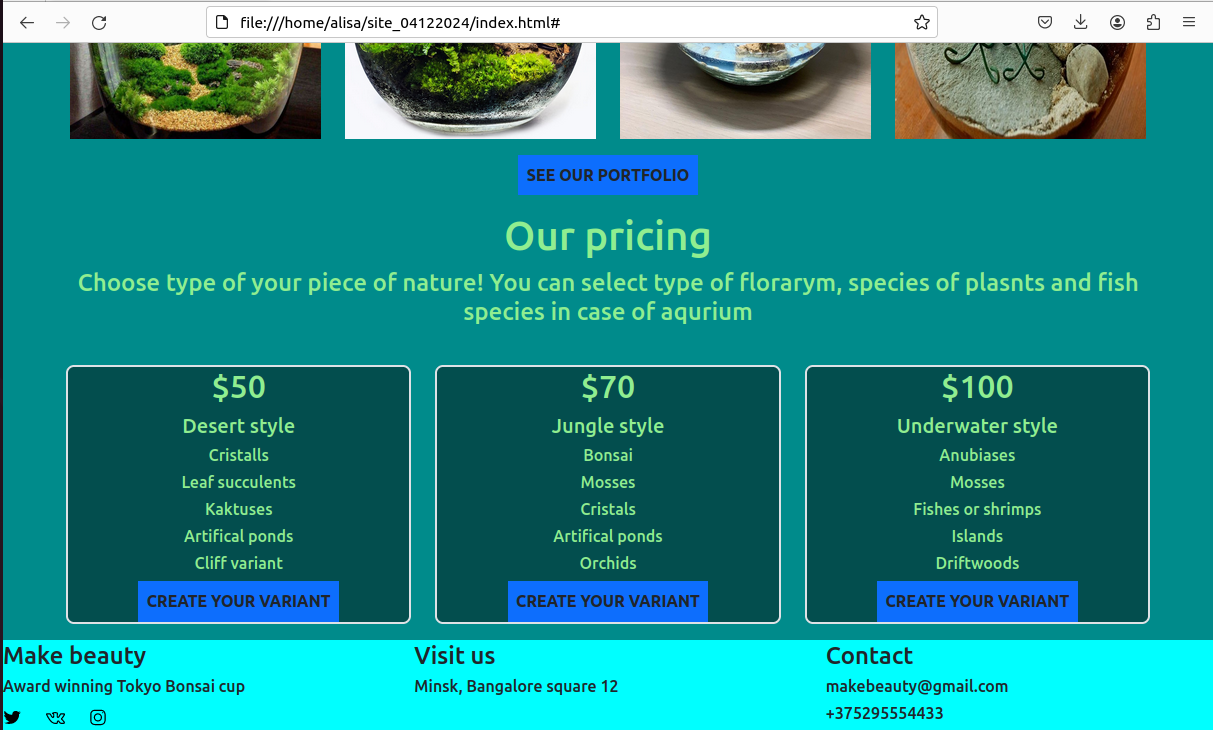 file:///home/alisa/site_04122024/index.html#
SEE OUR PORTFOLIO
Our pricing
Choose type of your piece of nature! You can select type of florarym, species of plasnts and fish
species in case of aqurium
$50
Desert style
Cristalls
Leaf succulents
Kaktuses
Artifical ponds
Cliff variant
CREATE YOUR VARIANT
$70
Jungle style
Bonsai
Mosses
Cristals
Artifical ponds
Orchids
CREATE YOUR VARIANT
$100
Underwater style
Anubiases
Mosses
Fishes or shrimps
Islands
Driftwoods
CREATE YOUR VARIANT
Make beauty
Award winning Tokyo Bonsai cup
Visit us
Minsk, Bangalore square 12
Contact
makebeauty@gmail.com
+375295554433